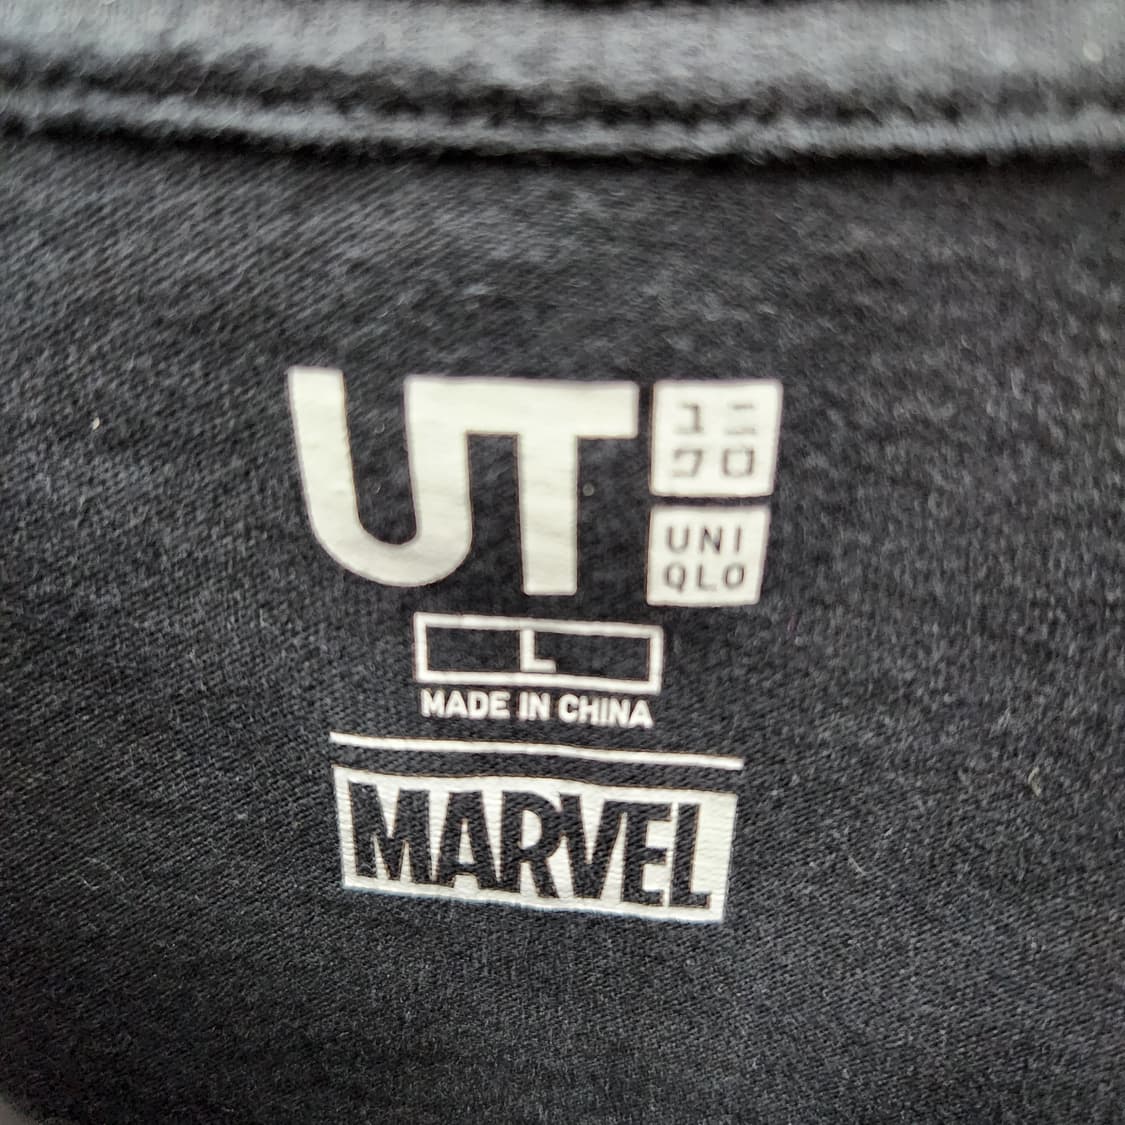 UT
ユニ
クロ
UNI
QLO
L
MADE IN CHINA
MARVEL